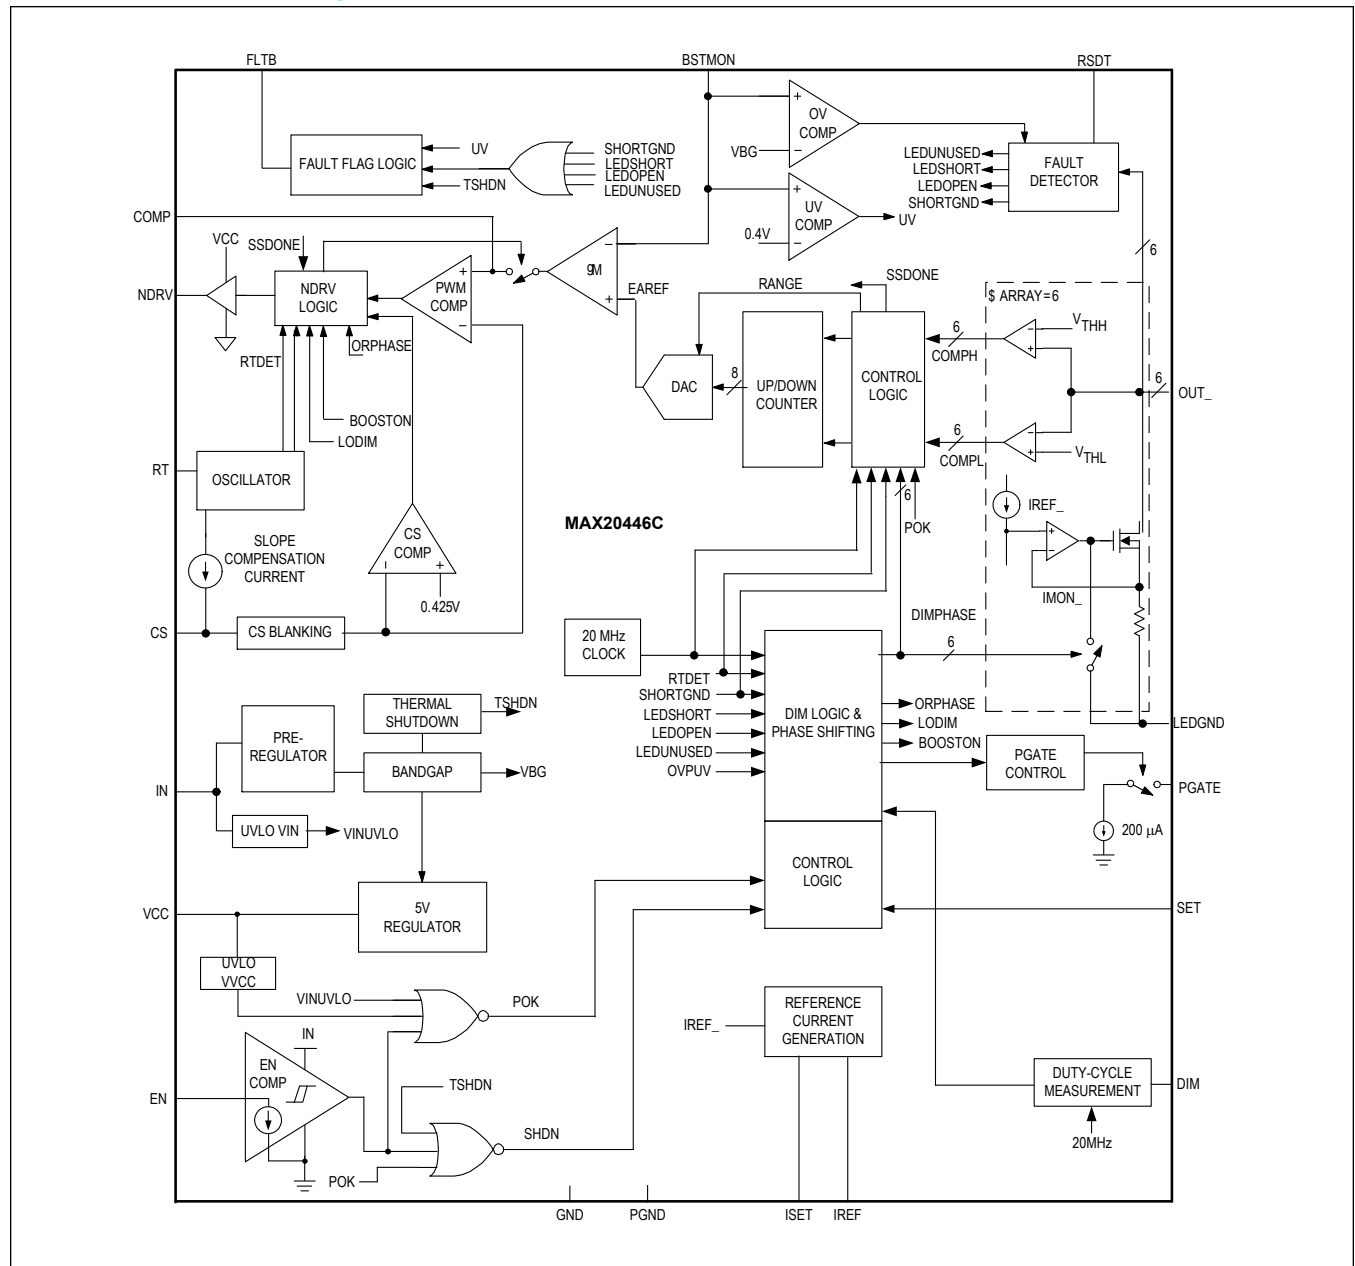 FLTB
BSTMON
RSDT
FAULT FLAG LOGIC
UV
TSHDN
SHORTGND
LEDSHORT
LEDOPEN
LEDUNUSED
+
OV
COMP
VBG
−
LEDUNUSED
LEDSHORT
LEDOPEN
SHORTGND
FAULT
DETECTOR
COMP
+
UV
COMP
0.4V
−
UV
6
VCC
SSDONE
NDRV
NDRV
LOGIC
+
PWM
COMP
−
−
gM
+
EAREF
RANGE
SSDONE
$ ARRAY=6
RTDET
ORPHASE
BOOSTON
LODIM
DAC
8
UP/DOWN
COUNTER
CONTROL
LOGIC
6
COMPH
−
+
VTHH
6
OUT_
6
COMPL
−
+
VTHL
RT
OSCILLATOR
SLOPE
COMPENSATION
CURRENT
CS
COMP
−
+
0.425V
MAX20446C
6
POK
IREF_
+
−
IMON_
CS
CS BLANKING
20 MHz
CLOCK
DIMPHASE
6
RTDET
SHORTGND
LEDSHORT
LEDOPEN
LEDUNUSED
OVPUV
DIM LOGIC &
PHASE SHIFTING
ORPHASE
LODIM
BOOSTON
LEDGND
THERMAL
SHUTDOWN
TSHDN
PRE-
REGULATOR
BANDGAP
VBG
IN
UVLO VIN
VINUVLO
PGATE
CONTROL
PGATE
200 µA
CONTROL
LOGIC
VCC
5V
REGULATOR
SET
UVLO
VVCC
VINUVLO
POK
IREF_
REFERENCE
CURRENT
GENERATION
IN
EN
COMP
EN
TSHDN
SHDN
POK
DUTY-CYCLE
MEASUREMENT
DIM
20MHz
GND
PGND
ISET
IREF